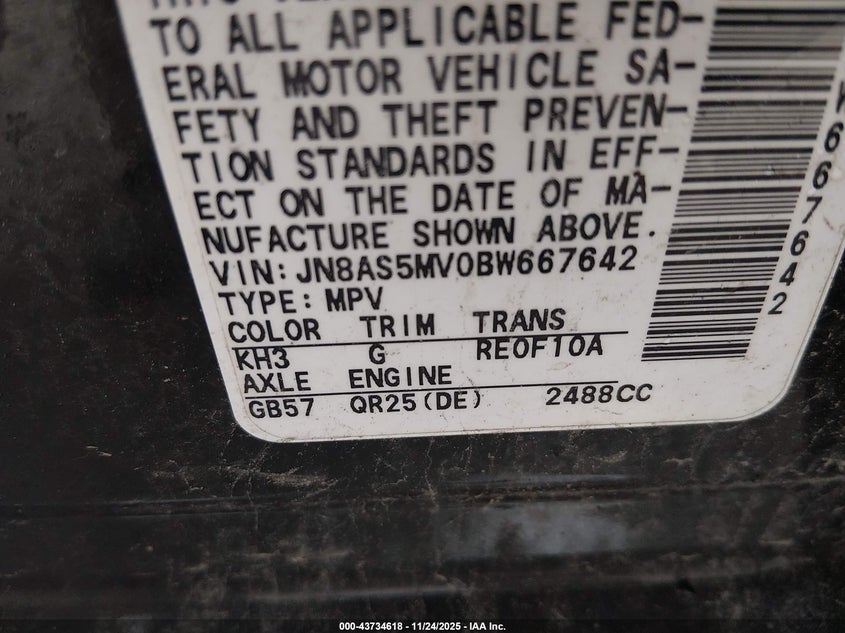 TO ALL APPLICABLE FED-
ERAL MOTOR VEHICLE SA-
FETY AND THEFT PREVEN-
TION STANDARDS IN EFF-
ECT ON THE DATE OF MA-
NUFACTURE SHOWN ABOVE.
VIN:JN8AS5MV0BW667642
TYPE: MPV
COLOR TRIM TRANS
KH3 G RE0F10A
AXLE ENGINE
GB57 QR25(DE) 2488CC
W667642
000-43734618 - 11/24/2025 - IAA Inc.